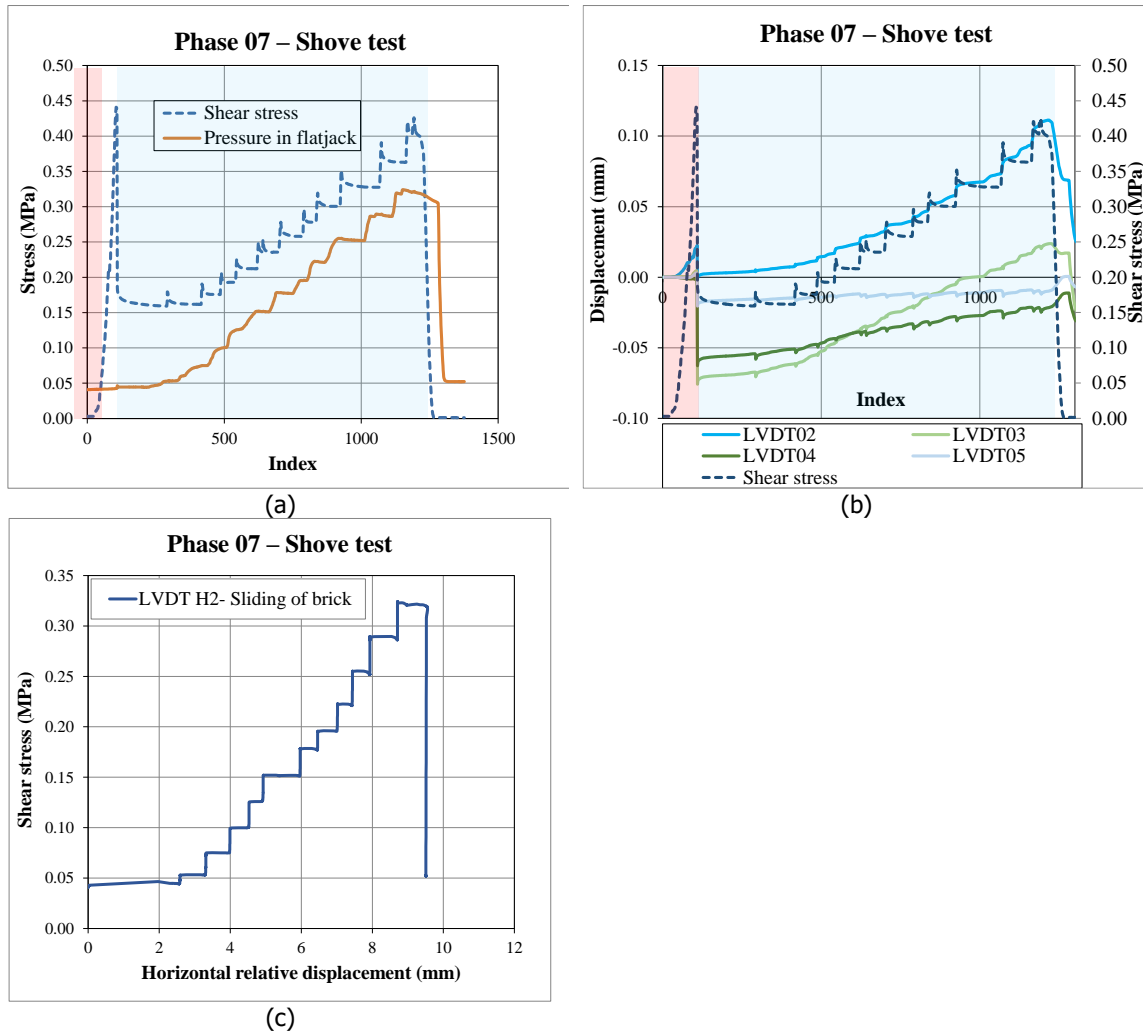 Phase 07 – Shove test
0.50
0.45
0.40
0.35
0.30
0.25
0.20
0.15
0.10
0.05
0.00
Stress (MPa)
Shear stress
Pressure in flatjack
0 500 1000 1500
Index
(a)
Phase 07 – Shove test
0.15
0.10
0.05
0.00
-0.05
-0.10
Displacement (mm)
0 500 1000
Index
0.50
0.45
0.40
0.35
0.30
0.25
0.20
0.15
0.10
0.05
0.00
Shear stress (MPa)
LVDT02 LVDT03
LVDT04 LVDT05
Shear stress
(b)
Phase 07 – Shove test
0.35
0.30
0.25
0.20
0.15
0.10
0.05
0.00
Shear stress (MPa)
LVDT H2- Sliding of brick
0 2 4 6 8 10 12
Horizontal relative displacement (mm)
(c)